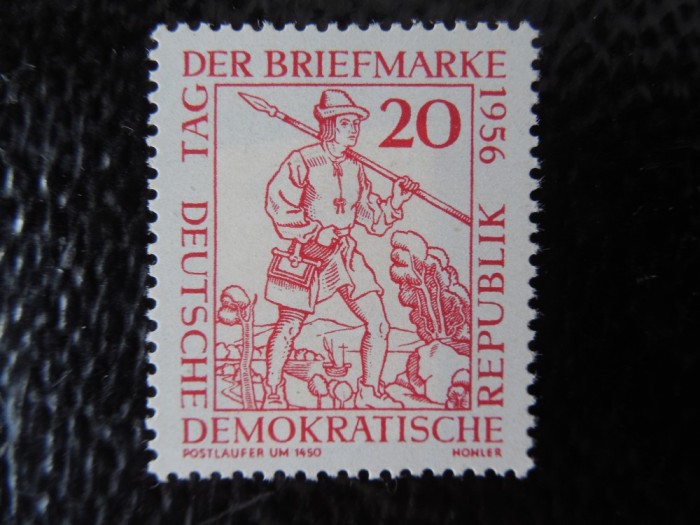 TAG
DER BRIEFMARKE
1956
20
DEUTSCHE
DEMOKRATISCHE
REPUBLIK
POSTLÄUFER UM 1450
HÖHLER